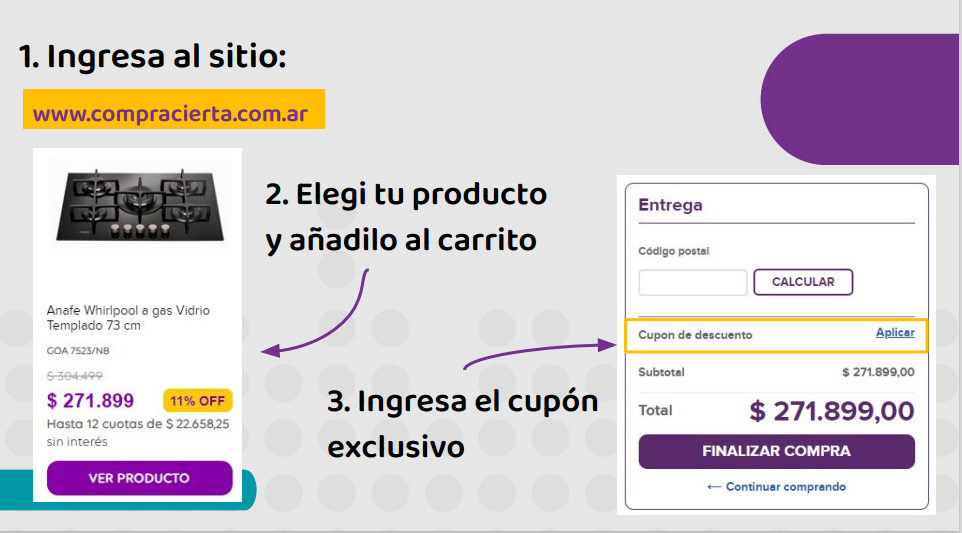 1. Ingresa al sitio:
www.compracierta.com.ar
2. Elegi tu producto
y añadilo al carrito
Anafe Whirlpool a gas Vidrio
Templado 73 cm
GOA 7523/NB
$ 304.499
$ 271.899 11% OFF
Hasta 12 cuotas de $ 22.658,25
sin interés
VER PRODUCTO
3. Ingresa el cupón
exclusivo
Entrega
Código postal
CALCULAR
Cupon de descuento Aplicar
Subtotal $ 271.899,00
Total $ 271.899,00
FINALIZAR COMPRA
← Continuar comprando